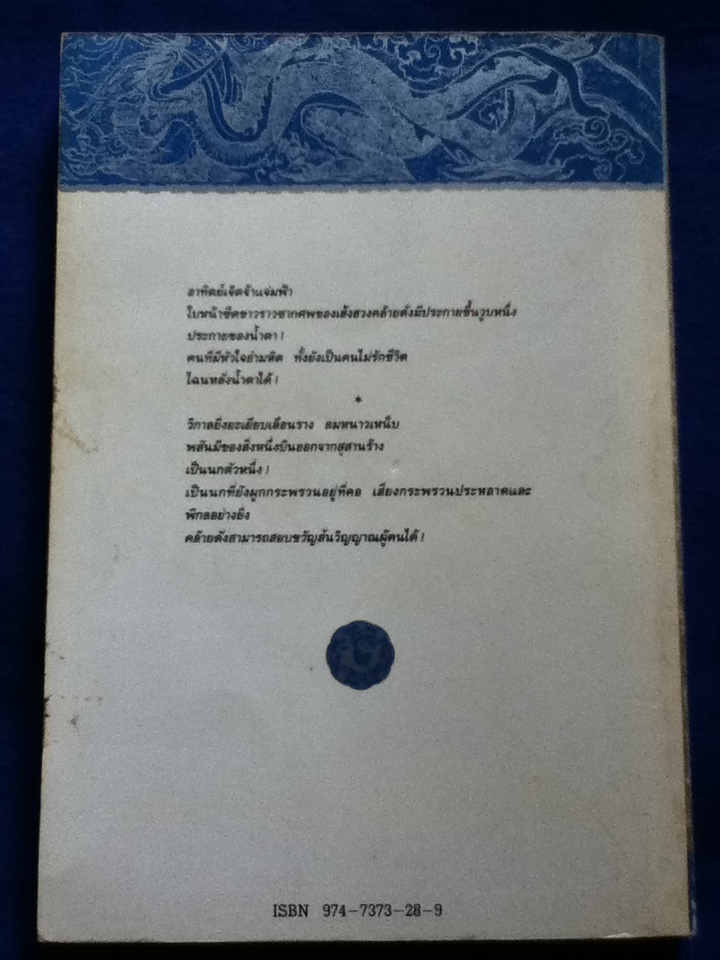 อาทิตย์เจิดจ้าแจ่มฟ้า
ใบหน้าซีดขาวราวซากศพของเฮ้งสวงคล้ายดั่งมีประกายขึ้นวูบหนึ่ง
ประกายของน้ำตา!
คนที่มีหัวใจอำมหิต ทั้งยังเป็นคนไม่รักชีวิต
ไฉนหลั่งน้ำตาได้!
*
วิกาลยิ่งยะเยียบเลือนราง ลมหนาวเหน็บ
พลันมีของสิ่งหนึ่งบินออกจากสุสานร้าง
เป็นนกตัวหนึ่ง!
เป็นนกที่ยังผูกกระพรวนอยู่ที่คอ เสียงกระพรวนประหลาดและ
พิกลอย่างยิ่ง
คล้ายดังสามารถสยบขวัญสั่นวิญญาณผู้คนได้!
ISBN 974-7373-28-9